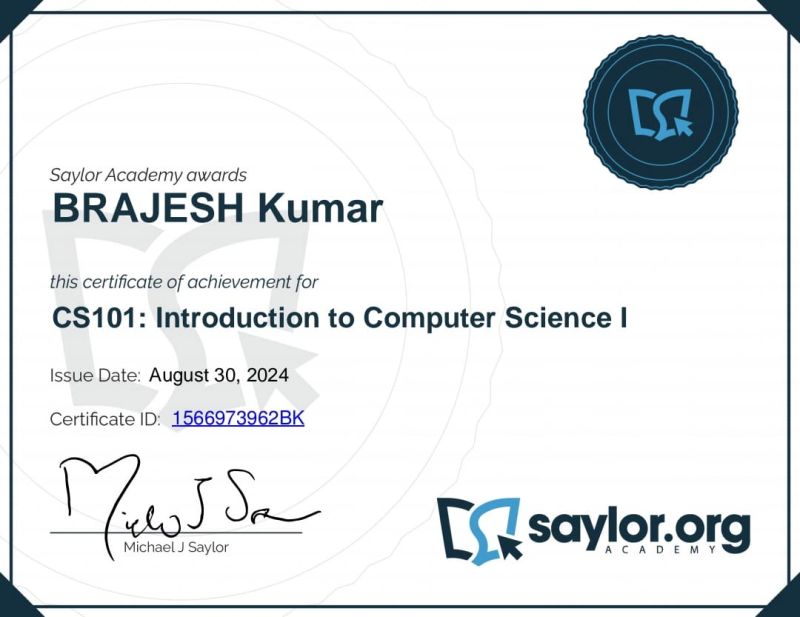 Saylor Academy awards
BRAJESH Kumar
this certificate of achievement for
CS101: Introduction to Computer Science I
Issue Date: August 30, 2024
Certificate ID: 1566973962BK
Michael J Saylor
saylor.org
ACADEMY